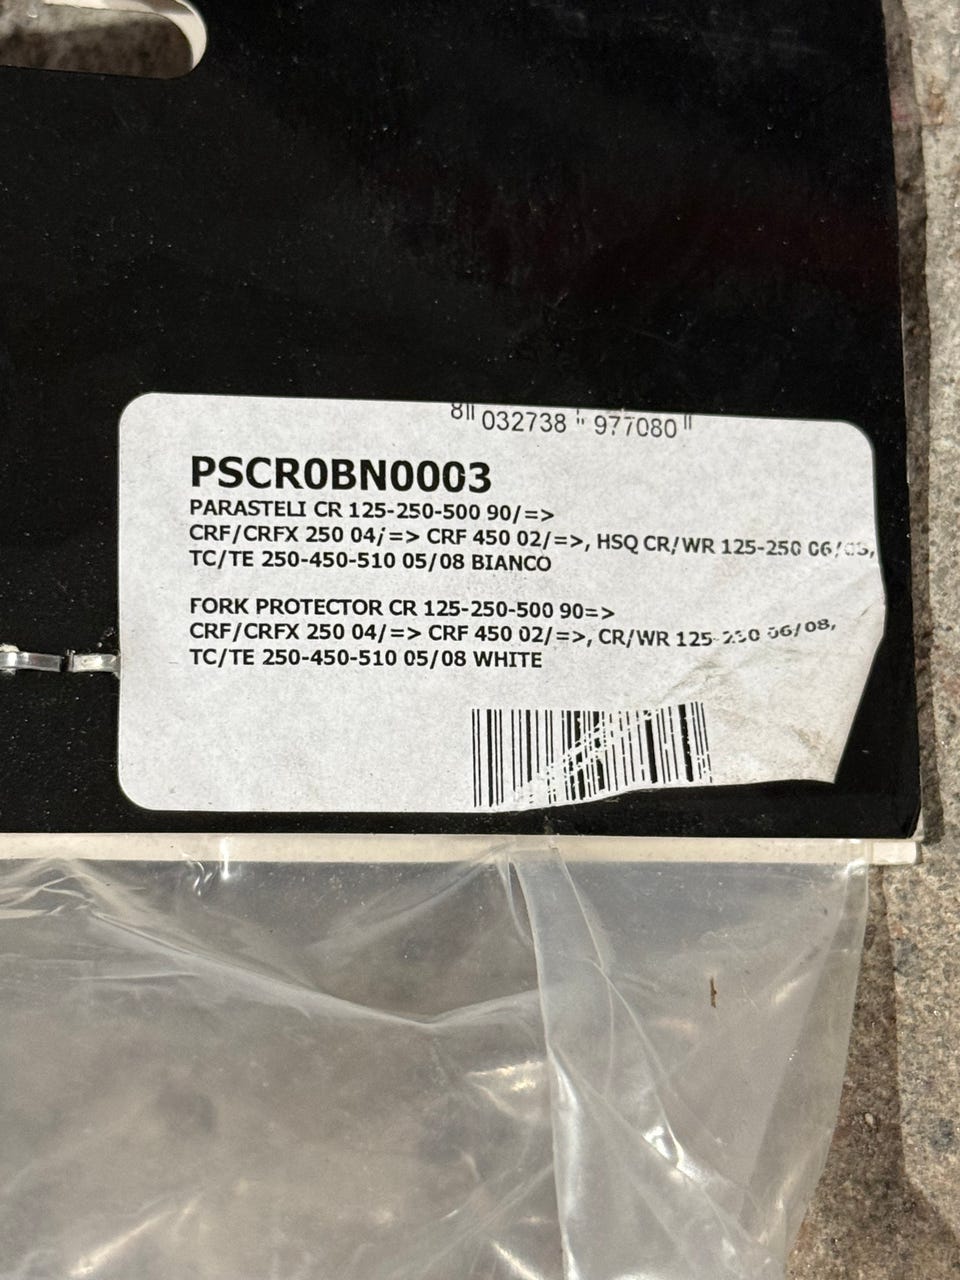 8 032738 977080
PSCR0BN0003
PARASTELI CR 125-250-500 90/=>
CRF/CRFX 250 04/=> CRF 450 02/=>, HSQ CR/WR 125-250 06/08,
TC/TE 250-450-510 05/08 BIANCO
FORK PROTECTOR CR 125-250-500 90=>
CRF/CRFX 250 04/=> CRF 450 02/=>, CR/WR 125-250 06/08,
TC/TE 250-450-510 05/08 WHITE